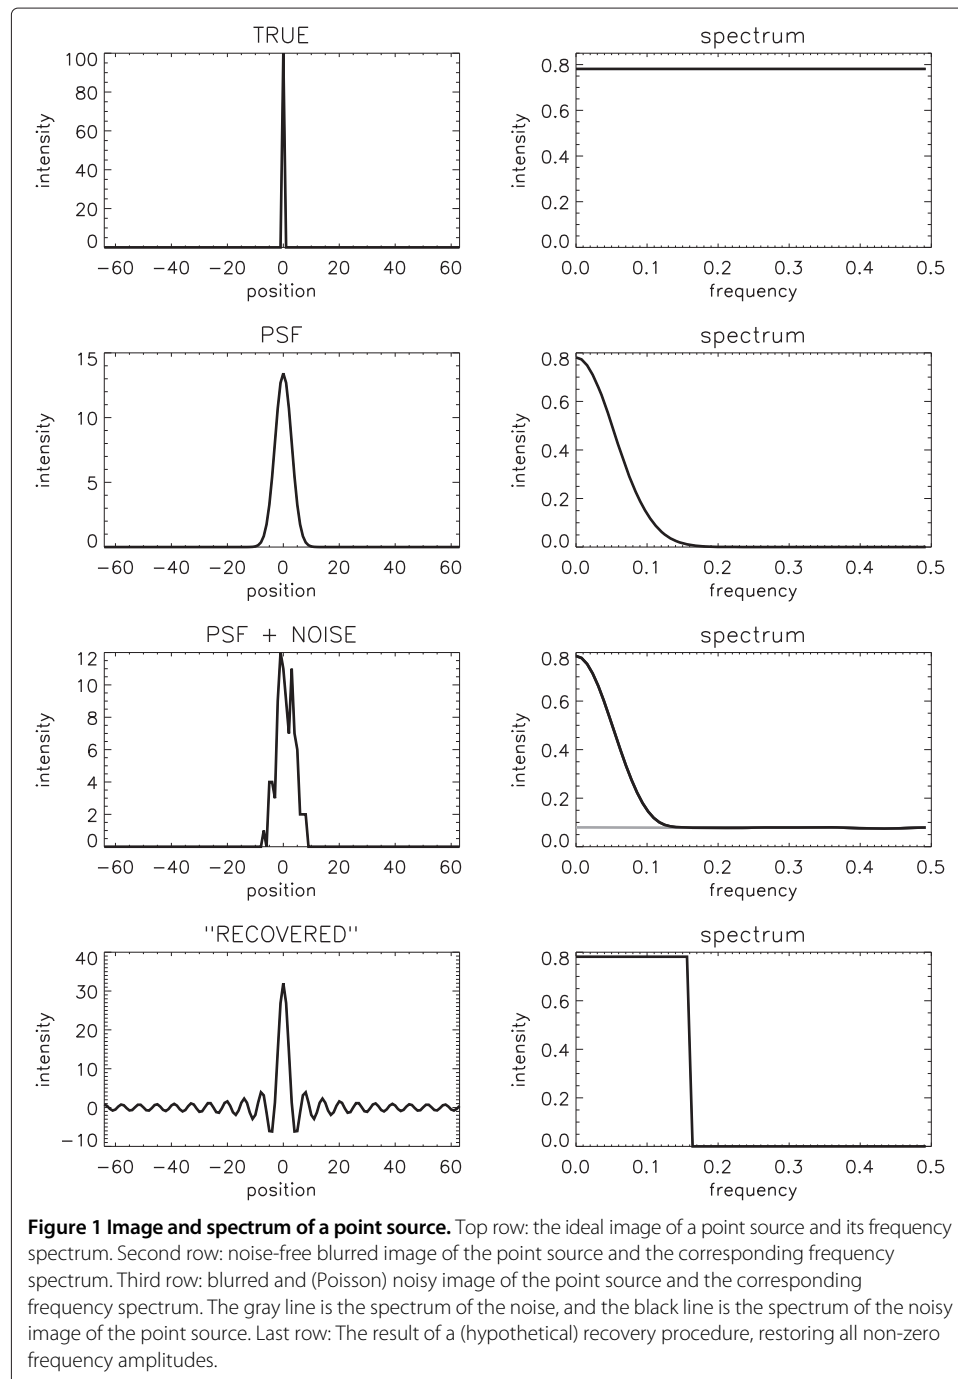 TRUE
spectrum
100
80
60
40
20
0
intensity
-60 -40 -20 0 20 40 60
position
0.8
0.6
0.4
0.2
0.0
intensity
0.0 0.1 0.2 0.3 0.4 0.5
frequency
PSF
spectrum
15
10
5
0
intensity
-60 -40 -20 0 20 40 60
position
0.8
0.6
0.4
0.2
0.0
intensity
0.0 0.1 0.2 0.3 0.4 0.5
frequency
PSF + NOISE
spectrum
12
10
8
6
4
2
0
intensity
-60 -40 -20 0 20 40 60
position
0.8
0.6
0.4
0.2
0.0
intensity
0.0 0.1 0.2 0.3 0.4 0.5
frequency
"RECOVERED"
spectrum
40
30
20
10
0
-10
intensity
-60 -40 -20 0 20 40 60
position
0.8
0.6
0.4
0.2
0.0
intensity
0.0 0.1 0.2 0.3 0.4 0.5
frequency
Figure 1 Image and spectrum of a point source. Top row: the ideal image of a point source and its frequency
spectrum. Second row: noise-free blurred image of the point source and the corresponding frequency
spectrum. Third row: blurred and (Poisson) noisy image of the point source and the corresponding
frequency spectrum. The gray line is the spectrum of the noise, and the black line is the spectrum of the noisy
image of the point source. Last row: The result of a (hypothetical) recovery procedure, restoring all non-zero
frequency amplitudes.